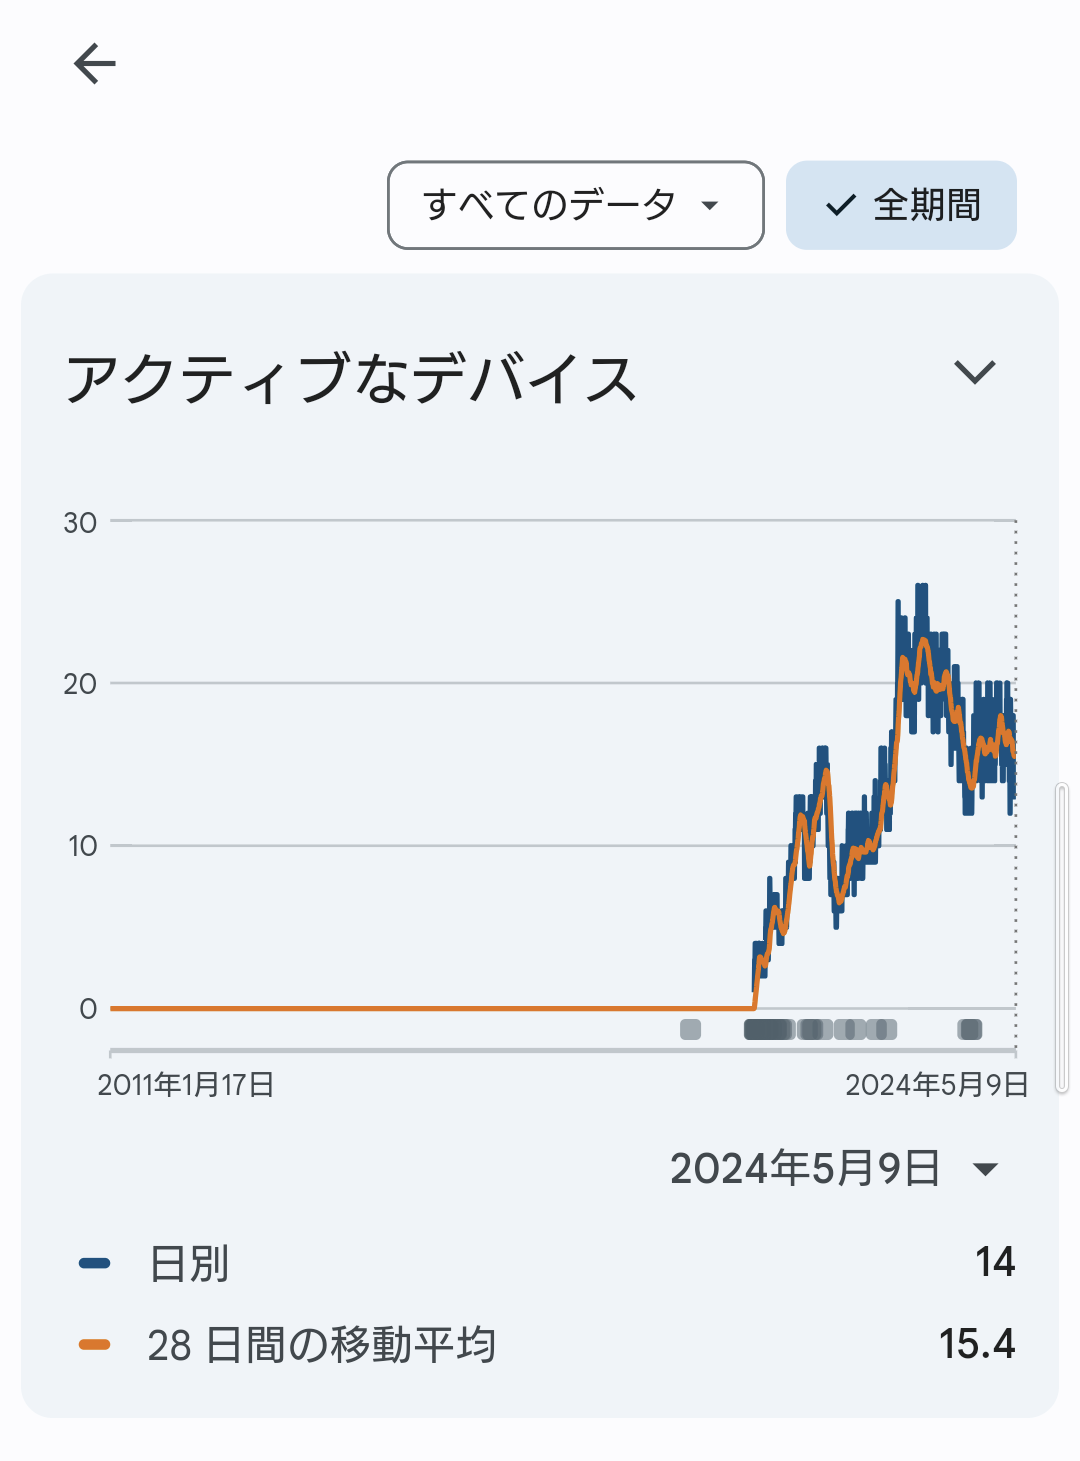 すべてのデータ
全期間
アクティブなデバイス
30
20
10
0
2011年1月17日
2024年5月9日
2024年5月9日
日別 14
28 日間の移動平均 15.4